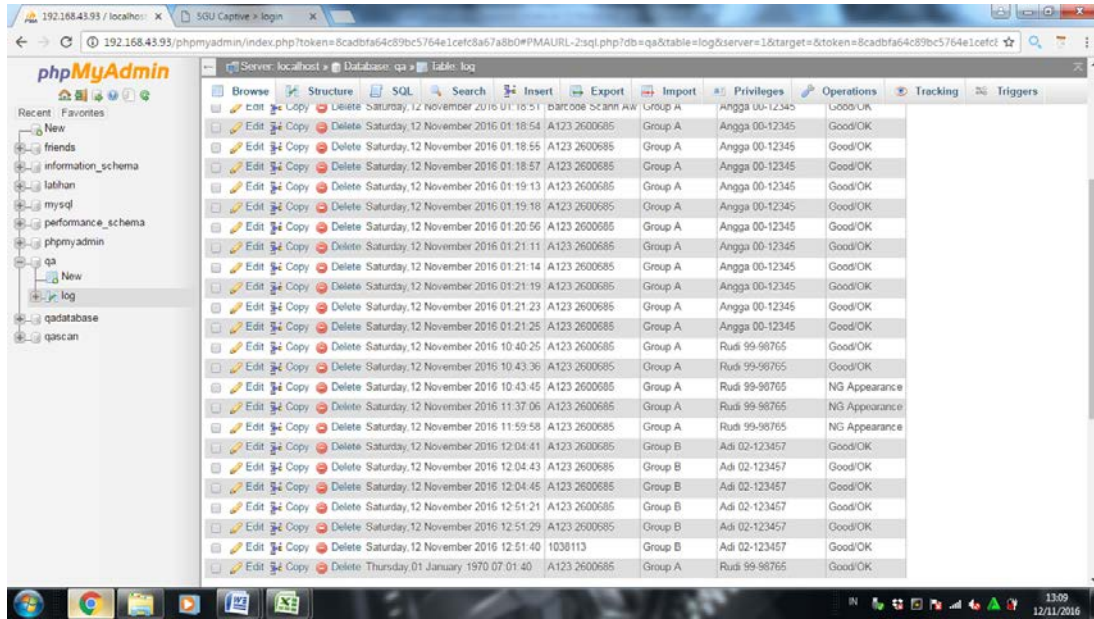 192.168.43.93 / localhos
SGU Captive > login
192.168.43.93/phpmyadmin/index.php?token=8cadbfa64c89bc5764e1cefc8a67a8b0#PMAURL-2:sql.php?db=qa&table=log&server=1&target=&token=8cadbfa64c89bc5764e1cefc8
phpMyAdmin
Recent Favorites
New
friends
information_schema
labhan
mysql
performance_schema
phpmyadmin
qa
New
log
qadatabase
qascan
Server: localhost » Database: qa » Table: log
Browse Structure SQL Search Insert Export Import Privileges Operations Tracking Triggers
Edit Copy Delete Saturday,12 November 2016 01:18:51 Barcode Scann Aw Group A Angga 00-12345 Good/OK
Edit Copy Delete Saturday,12 November 2016 01:18:54 A123 2600685 Group A Angga 00-12345 Good/OK
Edit Copy Delete Saturday,12 November 2016 01:18:55 A123 2600685 Group A Angga 00-12345 Good/OK
Edit Copy Delete Saturday,12 November 2016 01:18:57 A123 2600685 Group A Angga 00-12345 Good/OK
Edit Copy Delete Saturday,12 November 2016 01:19:13 A123 2600685 Group A Angga 00-12345 Good/OK
Edit Copy Delete Saturday,12 November 2016 01:19:18 A123 2600685 Group A Angga 00-12345 Good/OK
Edit Copy Delete Saturday,12 November 2016 01:20:56 A123 2600685 Group A Angga 00-12345 Good/OK
Edit Copy Delete Saturday,12 November 2016 01:21:11 A123 2600685 Group A Angga 00-12345 Good/OK
Edit Copy Delete Saturday,12 November 2016 01:21:14 A123 2600685 Group A Angga 00-12345 Good/OK
Edit Copy Delete Saturday,12 November 2016 01:21:19 A123 2600685 Group A Angga 00-12345 Good/OK
Edit Copy Delete Saturday,12 November 2016 01:21:23 A123 2600685 Group A Angga 00-12345 Good/OK
Edit Copy Delete Saturday,12 November 2016 01:21:25 A123 2600685 Group A Angga 00-12345 Good/OK
Edit Copy Delete Saturday,12 November 2016 10:40:25 A123 2600685 Group A Rudi 99-98765 Good/OK
Edit Copy Delete Saturday,12 November 2016 10:43:36 A123 2600685 Group A Rudi 99-98765 Good/OK
Edit Copy Delete Saturday,12 November 2016 10:43:45 A123 2600685 Group A Rudi 99-98765 NG Appearance
Edit Copy Delete Saturday,12 November 2016 11:37:06 A123 2600685 Group A Rudi 99-98765 NG Appearance
Edit Copy Delete Saturday,12 November 2016 11:59:58 A123 2600685 Group A Rudi 99-98765 NG Appearance
Edit Copy Delete Saturday,12 November 2016 12:04:41 A123 2600685 Group B Adi 02-123457 Good/OK
Edit Copy Delete Saturday,12 November 2016 12:04:43 A123 2600685 Group B Adi 02-123457 Good/OK
Edit Copy Delete Saturday,12 November 2016 12:04:45 A123 2600685 Group B Adi 02-123457 Good/OK
Edit Copy Delete Saturday,12 November 2016 12:51:21 A123 2600685 Group B Adi 02-123457 Good/OK
Edit Copy Delete Saturday,12 November 2016 12:51:29 A123 2600685 Group B Adi 02-123457 Good/OK
Edit Copy Delete Saturday,12 November 2016 12:51:40 1038113 Group B Adi 02-123457 Good/OK
Edit Copy Delete Thursday,01 January 1970 07:01:40 A123 2600685 Group A Rudi 99-98765 Good/OK
IN
13:09
12/11/2016